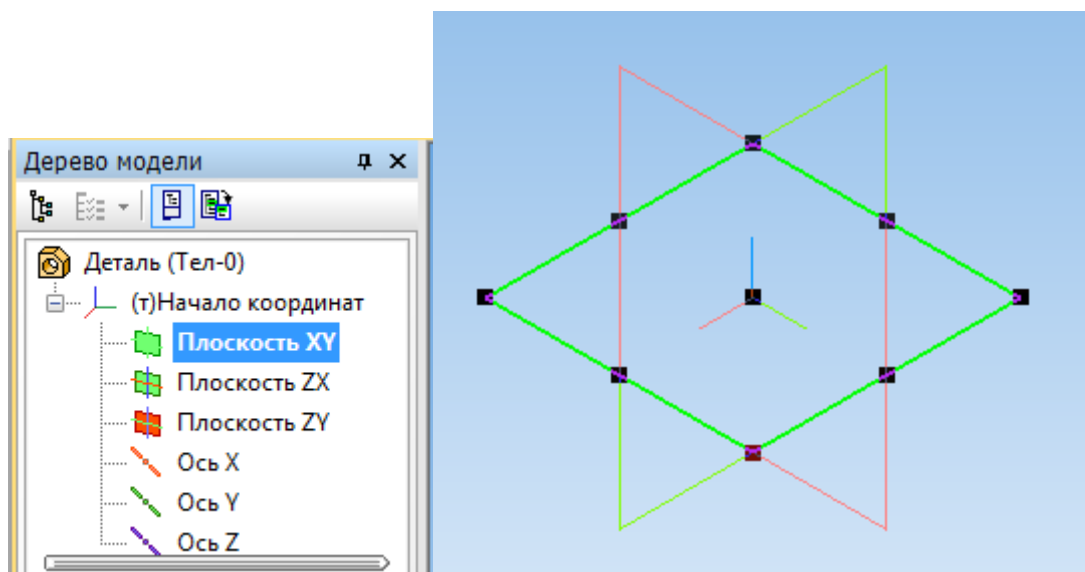 Дерево модели
Деталь (Тел-0)
(т)Начало координат
Плоскость XY
Плоскость ZX
Плоскость ZY
Ось X
Ось Y
Ось Z